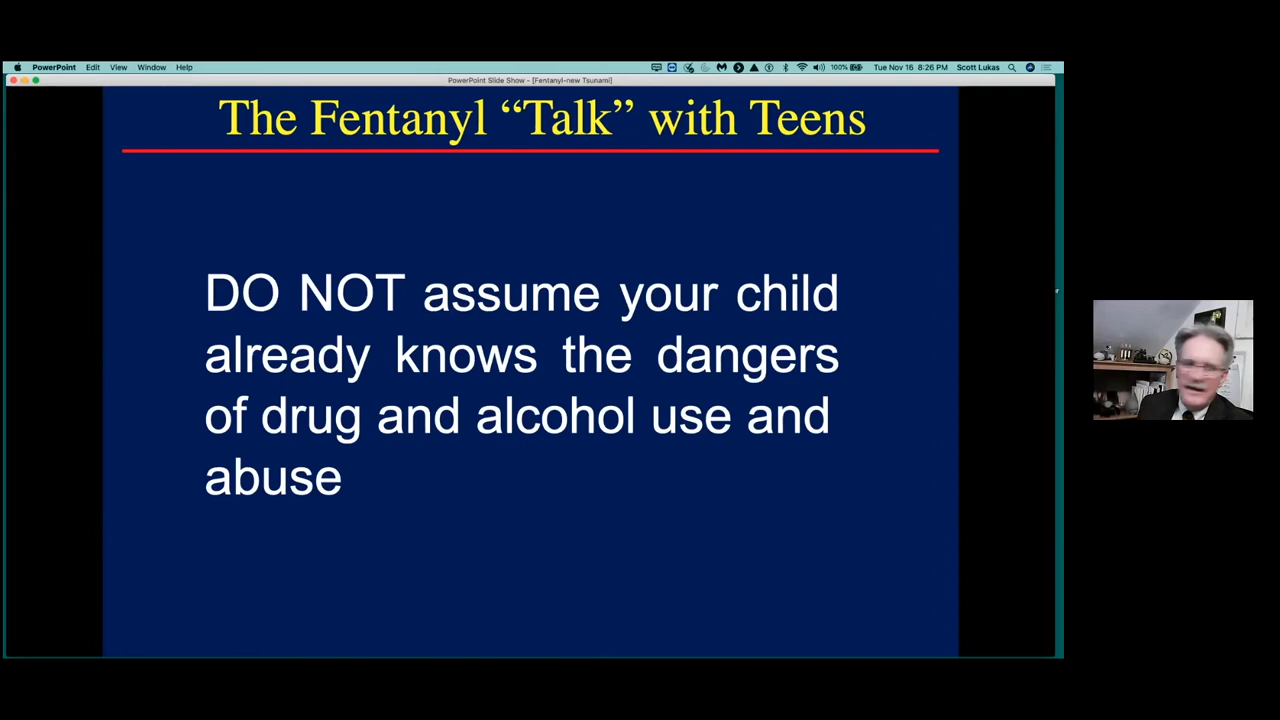 PowerPoint Edit View Window Help 100% Tue Nov 16 8:26 PM Scott Lukas
PowerPoint Slide Show - [Fentanyl-new Tsunami]
The Fentanyl “Talk” with Teens
DO NOT assume your child
already knows the dangers
of drug and alcohol use and
abuse